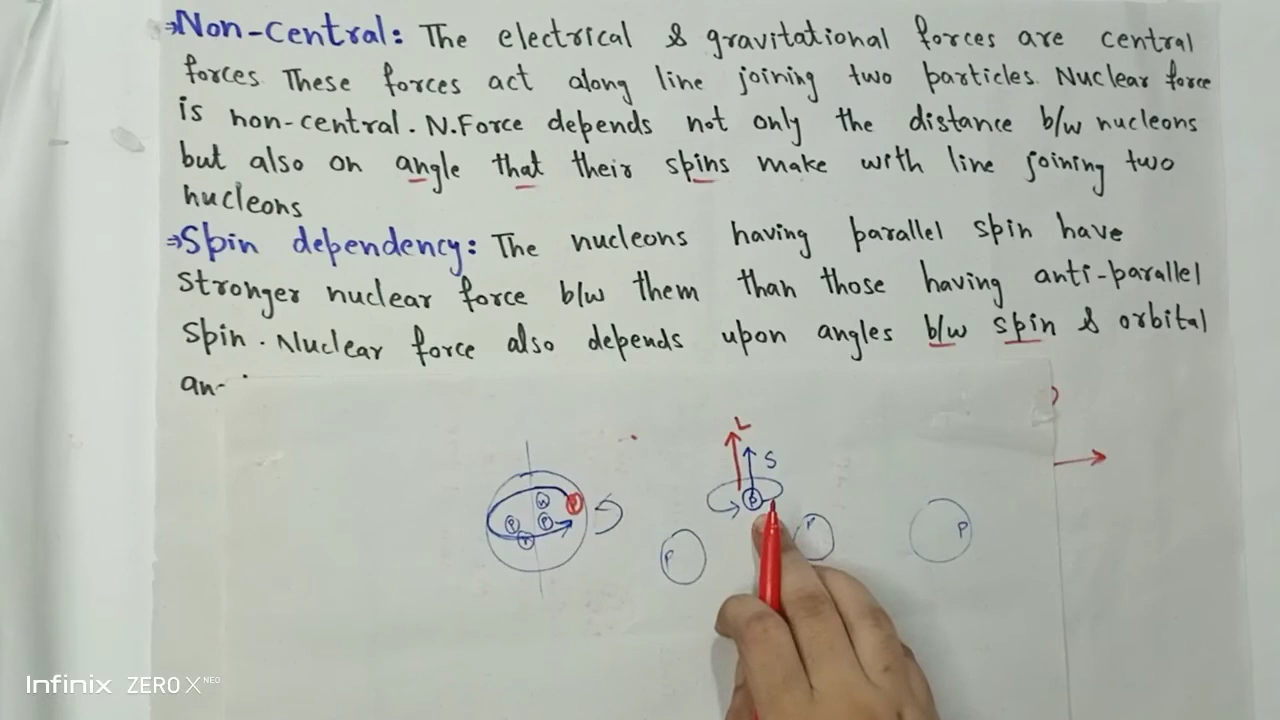 ⇒Non-Central: The electrical & gravitational forces are central
forces. These forces act along line joining two particles. Nuclear force
is non-central. N.Force depends not only the distance b/w nucleons
but also on angle that their spins make with line joining two
nucleons
⇒Spin dependency: The nucleons having parallel spin have
stronger nuclear force b/w them than those having anti-parallel
spin. Nuclear force also depends upon angles b/w spin & orbital
L
S
N P
P P
P P P P
Infinix ZERO X NEO